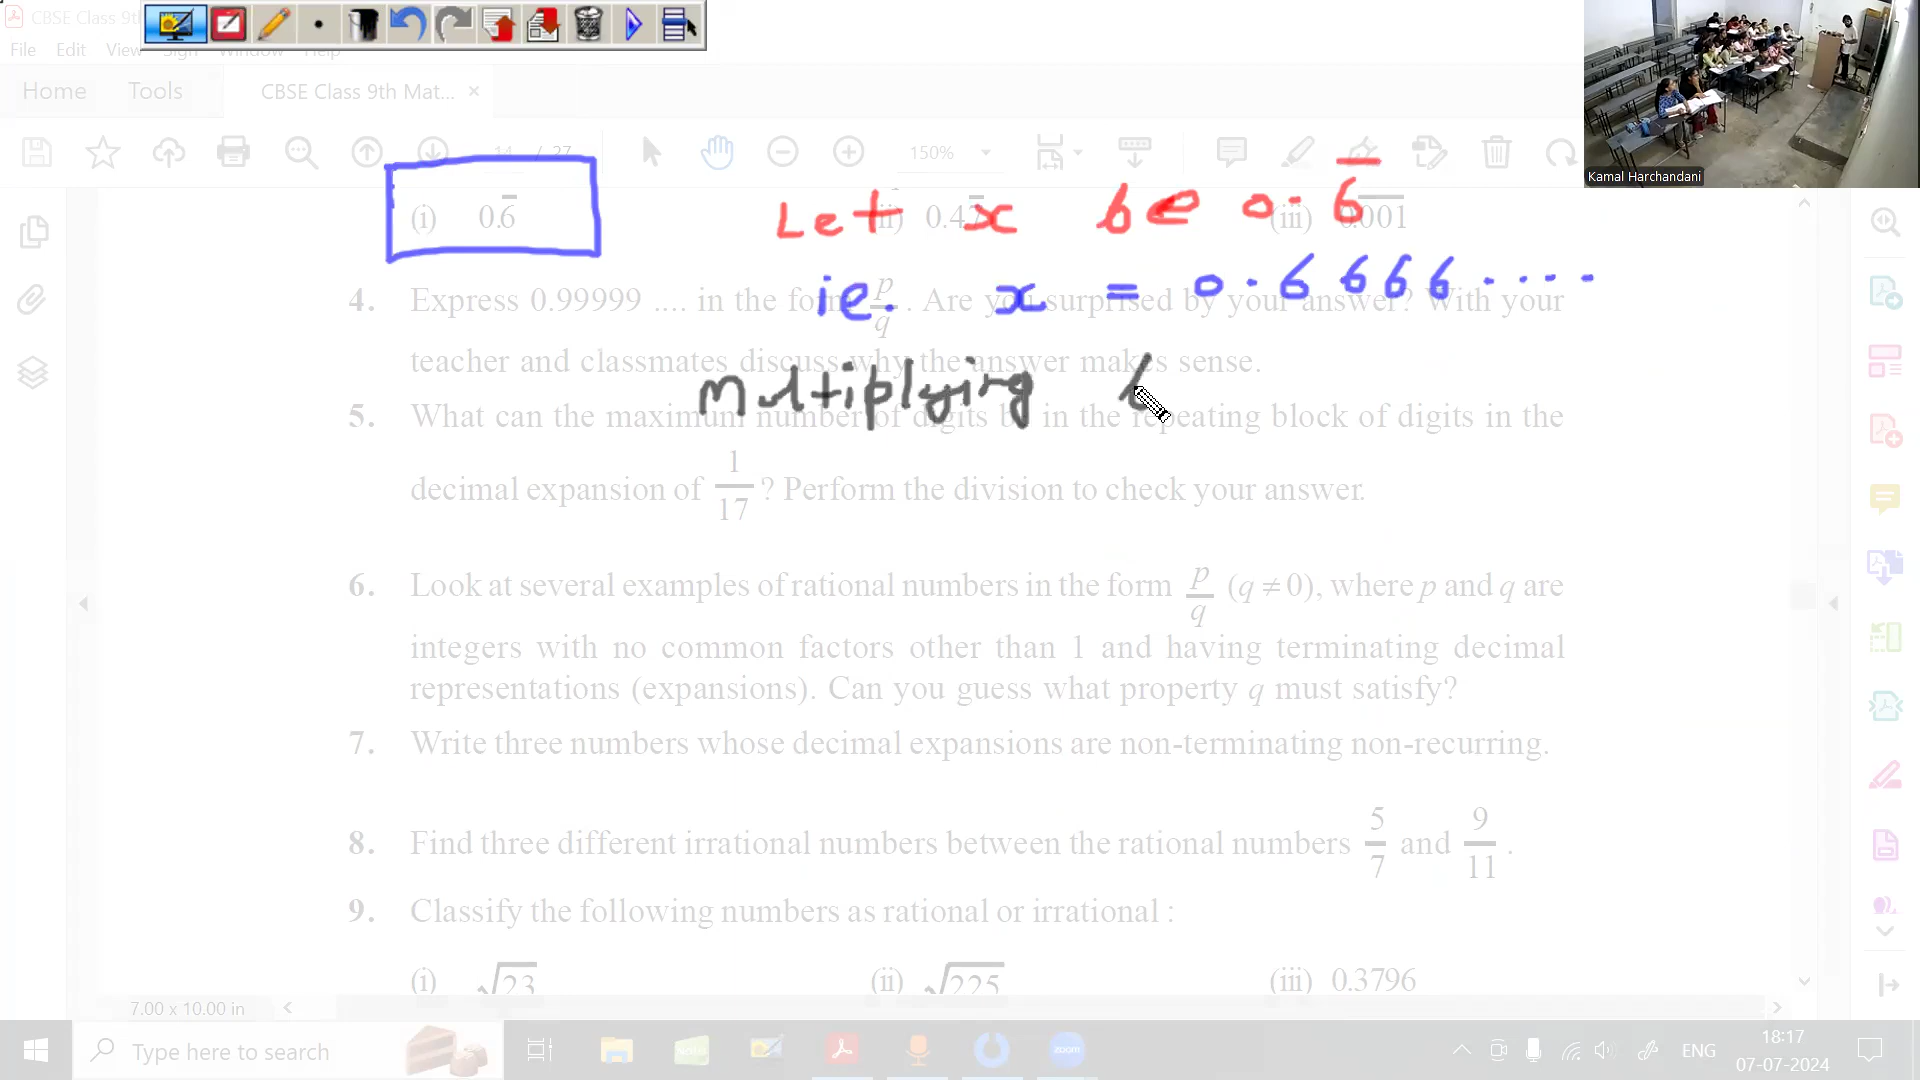 CBSE Class 9th
File Edit View Sign Window Help
Home Tools CBSE Class 9th Mat... ×
14 / 27 150%
Kamal Harchandani
(i) 0.6̅ (ii) 0.47̅ (iii) 0.0̅0̅1̅
Let x be 0.6̅
ie. x = 0.6666.....
4. Express 0.99999 .... in the form p/q . Are you surprised by your answer? With your
teacher and classmates discuss why the answer makes sense.
multiplying b
5. What can the maximum number of digits be in the repeating block of digits in the
decimal expansion of 1/17 ? Perform the division to check your answer.
6. Look at several examples of rational numbers in the form p/q (q ≠ 0), where p and q are
integers with no common factors other than 1 and having terminating decimal
representations (expansions). Can you guess what property q must satisfy?
7. Write three numbers whose decimal expansions are non-terminating non-recurring.
8. Find three different irrational numbers between the rational numbers 5/7 and 9/11 .
9. Classify the following numbers as rational or irrational :
(i) √23 (ii) √225 (iii) 0.3796
7.00 x 10.00 in
Type here to search
zoom
ENG
18:17
07-07-2024